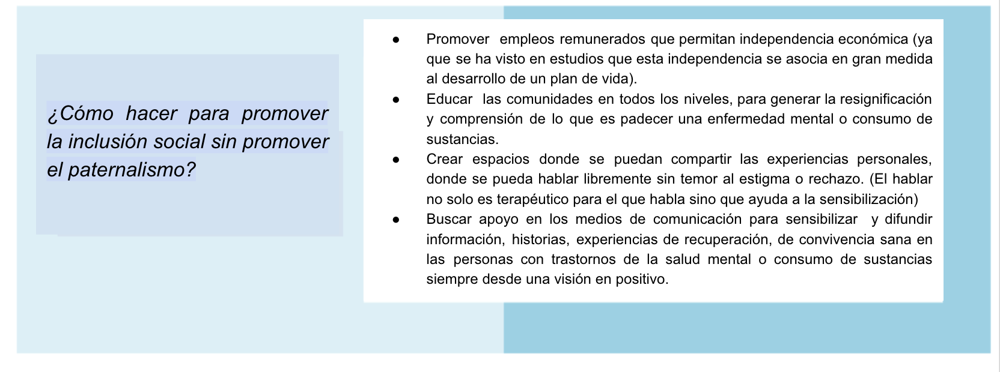 ¿Cómo hacer para promover
la inclusión social sin promover
el paternalismo?
● Promover empleos remunerados que permitan independencia económica (ya
que se ha visto en estudios que esta independencia se asocia en gran medida
al desarrollo de un plan de vida).
● Educar las comunidades en todos los niveles, para generar la resignificación
y comprensión de lo que es padecer una enfermedad mental o consumo de
sustancias.
● Crear espacios donde se puedan compartir las experiencias personales,
donde se pueda hablar libremente sin temor al estigma o rechazo. (El hablar
no solo es terapéutico para el que habla sino que ayuda a la sensibilización)
● Buscar apoyo en los medios de comunicación para sensibilizar y difundir
información, historias, experiencias de recuperación, de convivencia sana en
las personas con trastornos de la salud mental o consumo de sustancias
siempre desde una visión en positivo.